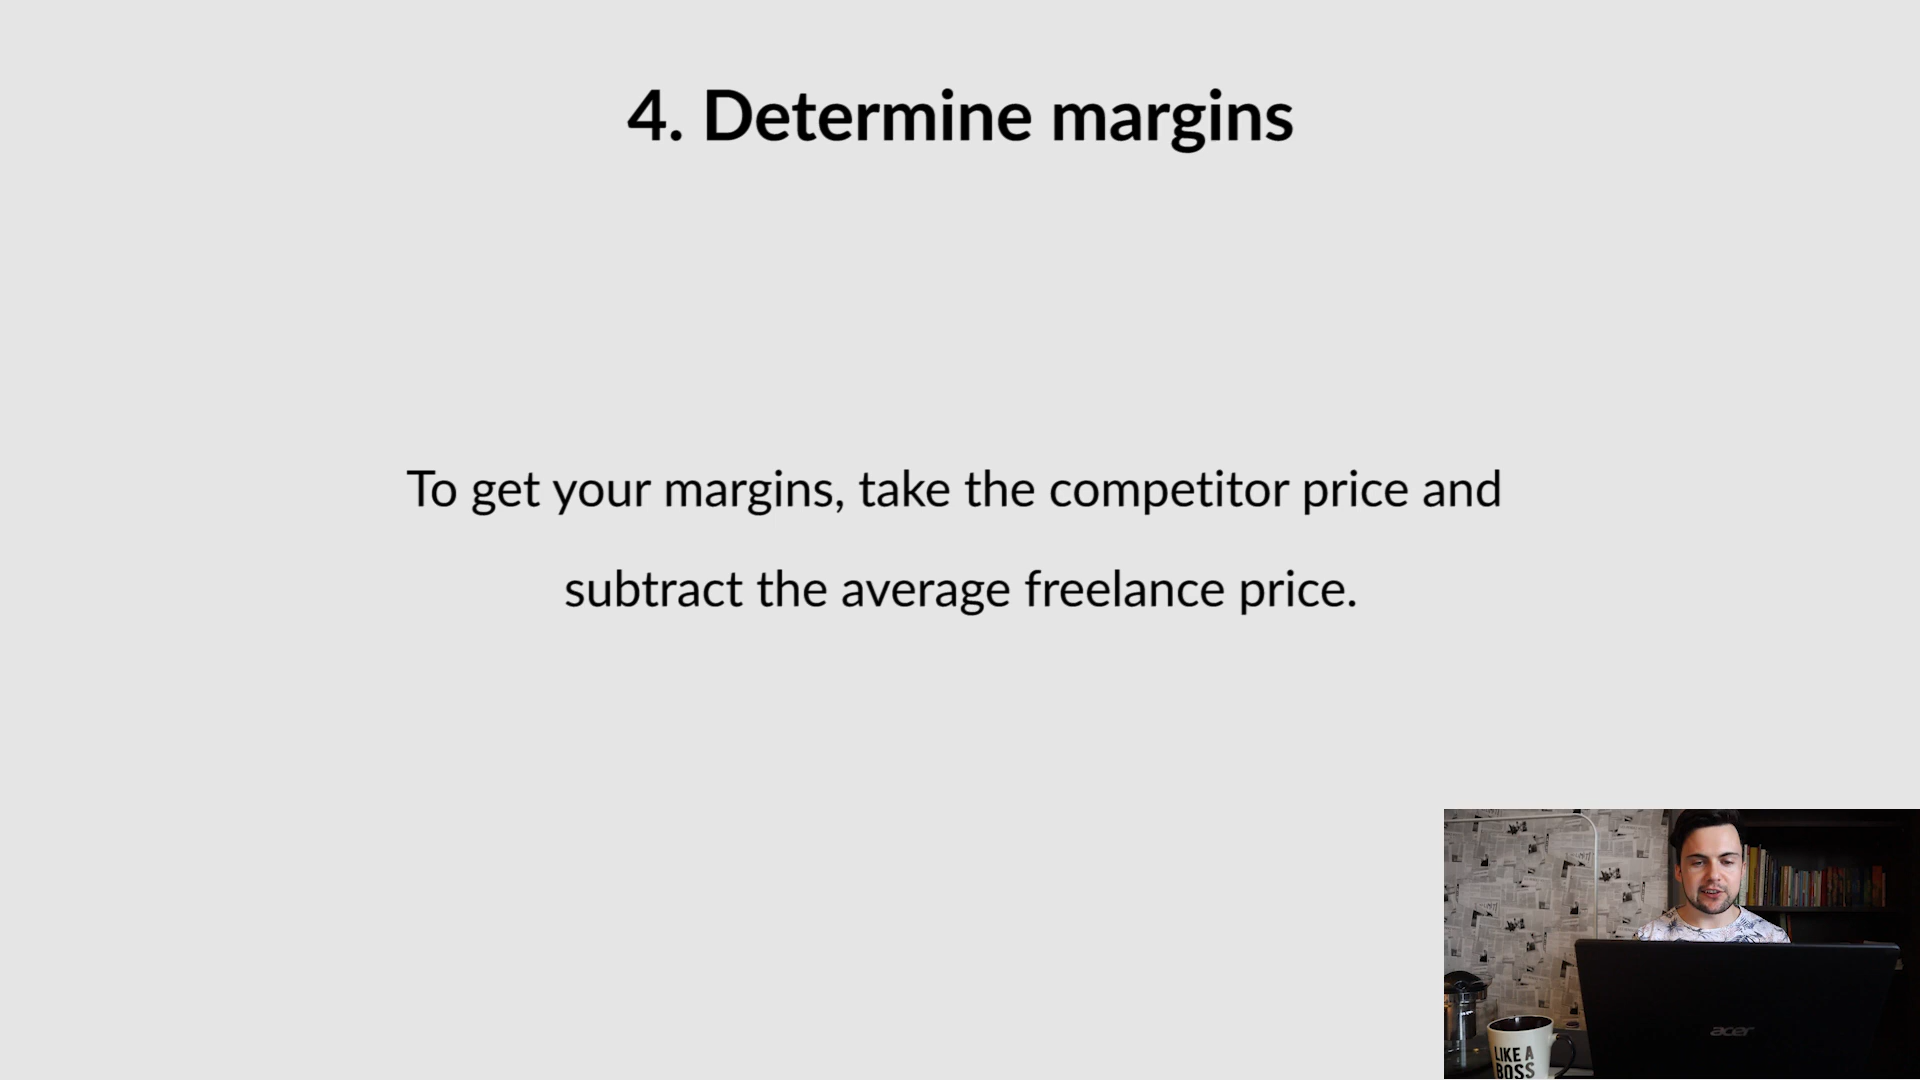 4. Determine margins
To get your margins, take the competitor price and
subtract the average freelance price.
acer
LIKE A
BOSS